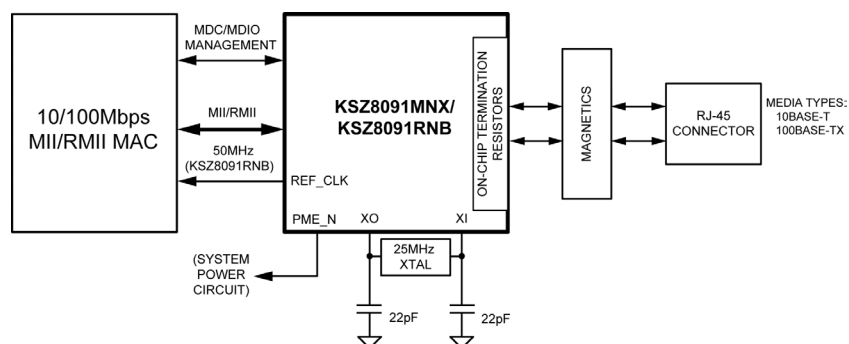 MDC/MDIO
MANAGEMENT
10/100Mbps
MII/RMII MAC
MII/RMII
50MHz
(KSZ8091RNB)
KSZ8091MNX/
KSZ8091RNB
REF_CLK
PME_N
XO
XI
ON-CHIP TERMINATION
RESISTORS
MAGNETICS
RJ-45
CONNECTOR
MEDIA TYPES:
10BASE-T
100BASE-TX
25MHz
XTAL
(SYSTEM
POWER
CIRCUIT)
22pF
22pF